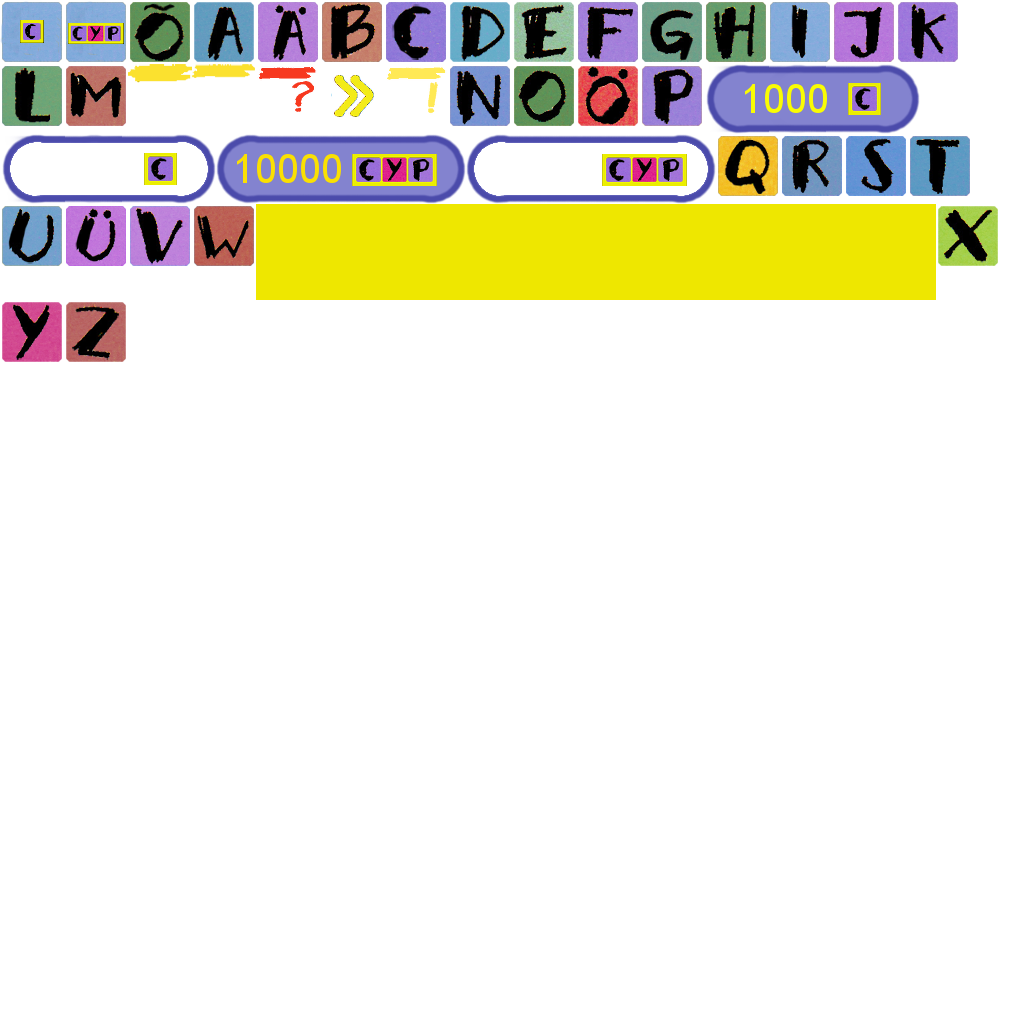 C CYP Õ A Ä B C D E F G H I J K
L M ? » ! N O Ö P 1000 C
C 10000 CYP CYP Q R S T
U Ü V W X
Y Z